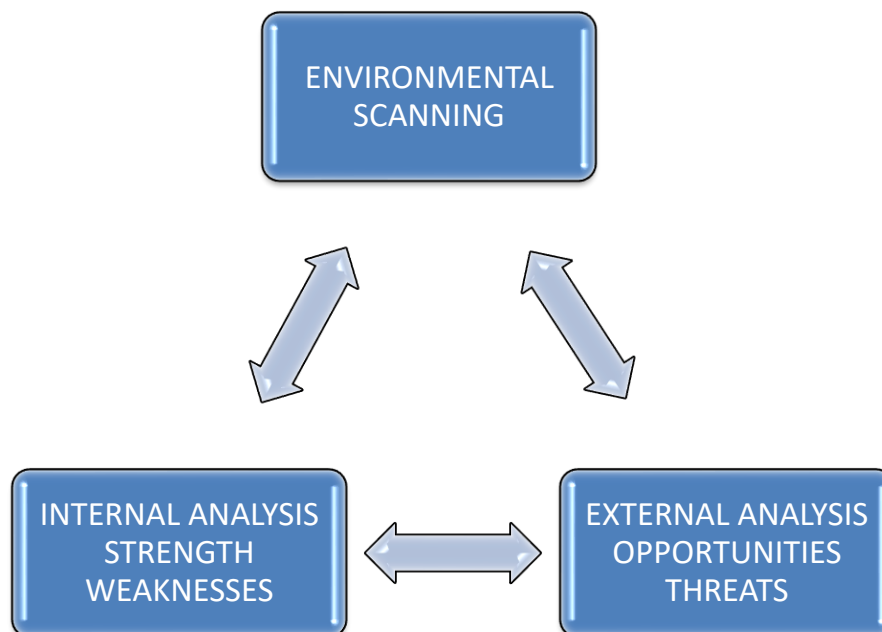 ENVIRONMENTAL
SCANNING
INTERNAL ANALYSIS
STRENGTH
WEAKNESSES
EXTERNAL ANALYSIS
OPPORTUNITIES
THREATS